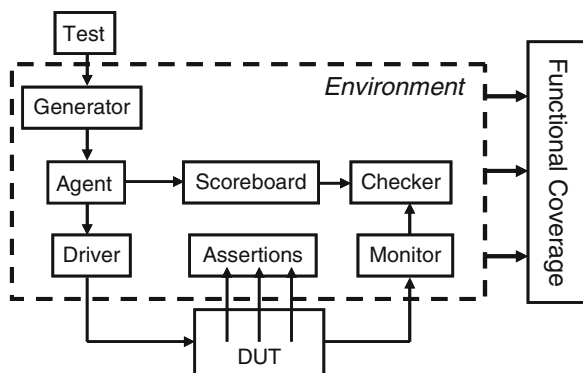 Test
Environment
Generator
Agent
Scoreboard
Checker
Driver
Assertions
Monitor
DUT
Functional Coverage